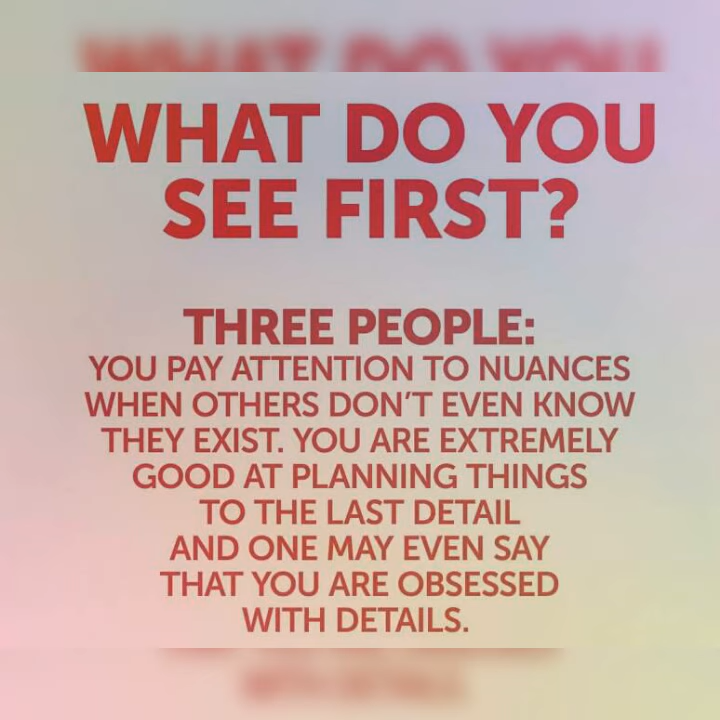 WHAT DO YOU
SEE FIRST?
THREE PEOPLE:
YOU PAY ATTENTION TO NUANCES
WHEN OTHERS DON'T EVEN KNOW
THEY EXIST. YOU ARE EXTREMELY
GOOD AT PLANNING THINGS
TO THE LAST DETAIL
AND ONE MAY EVEN SAY
THAT YOU ARE OBSESSED
WITH DETAILS.